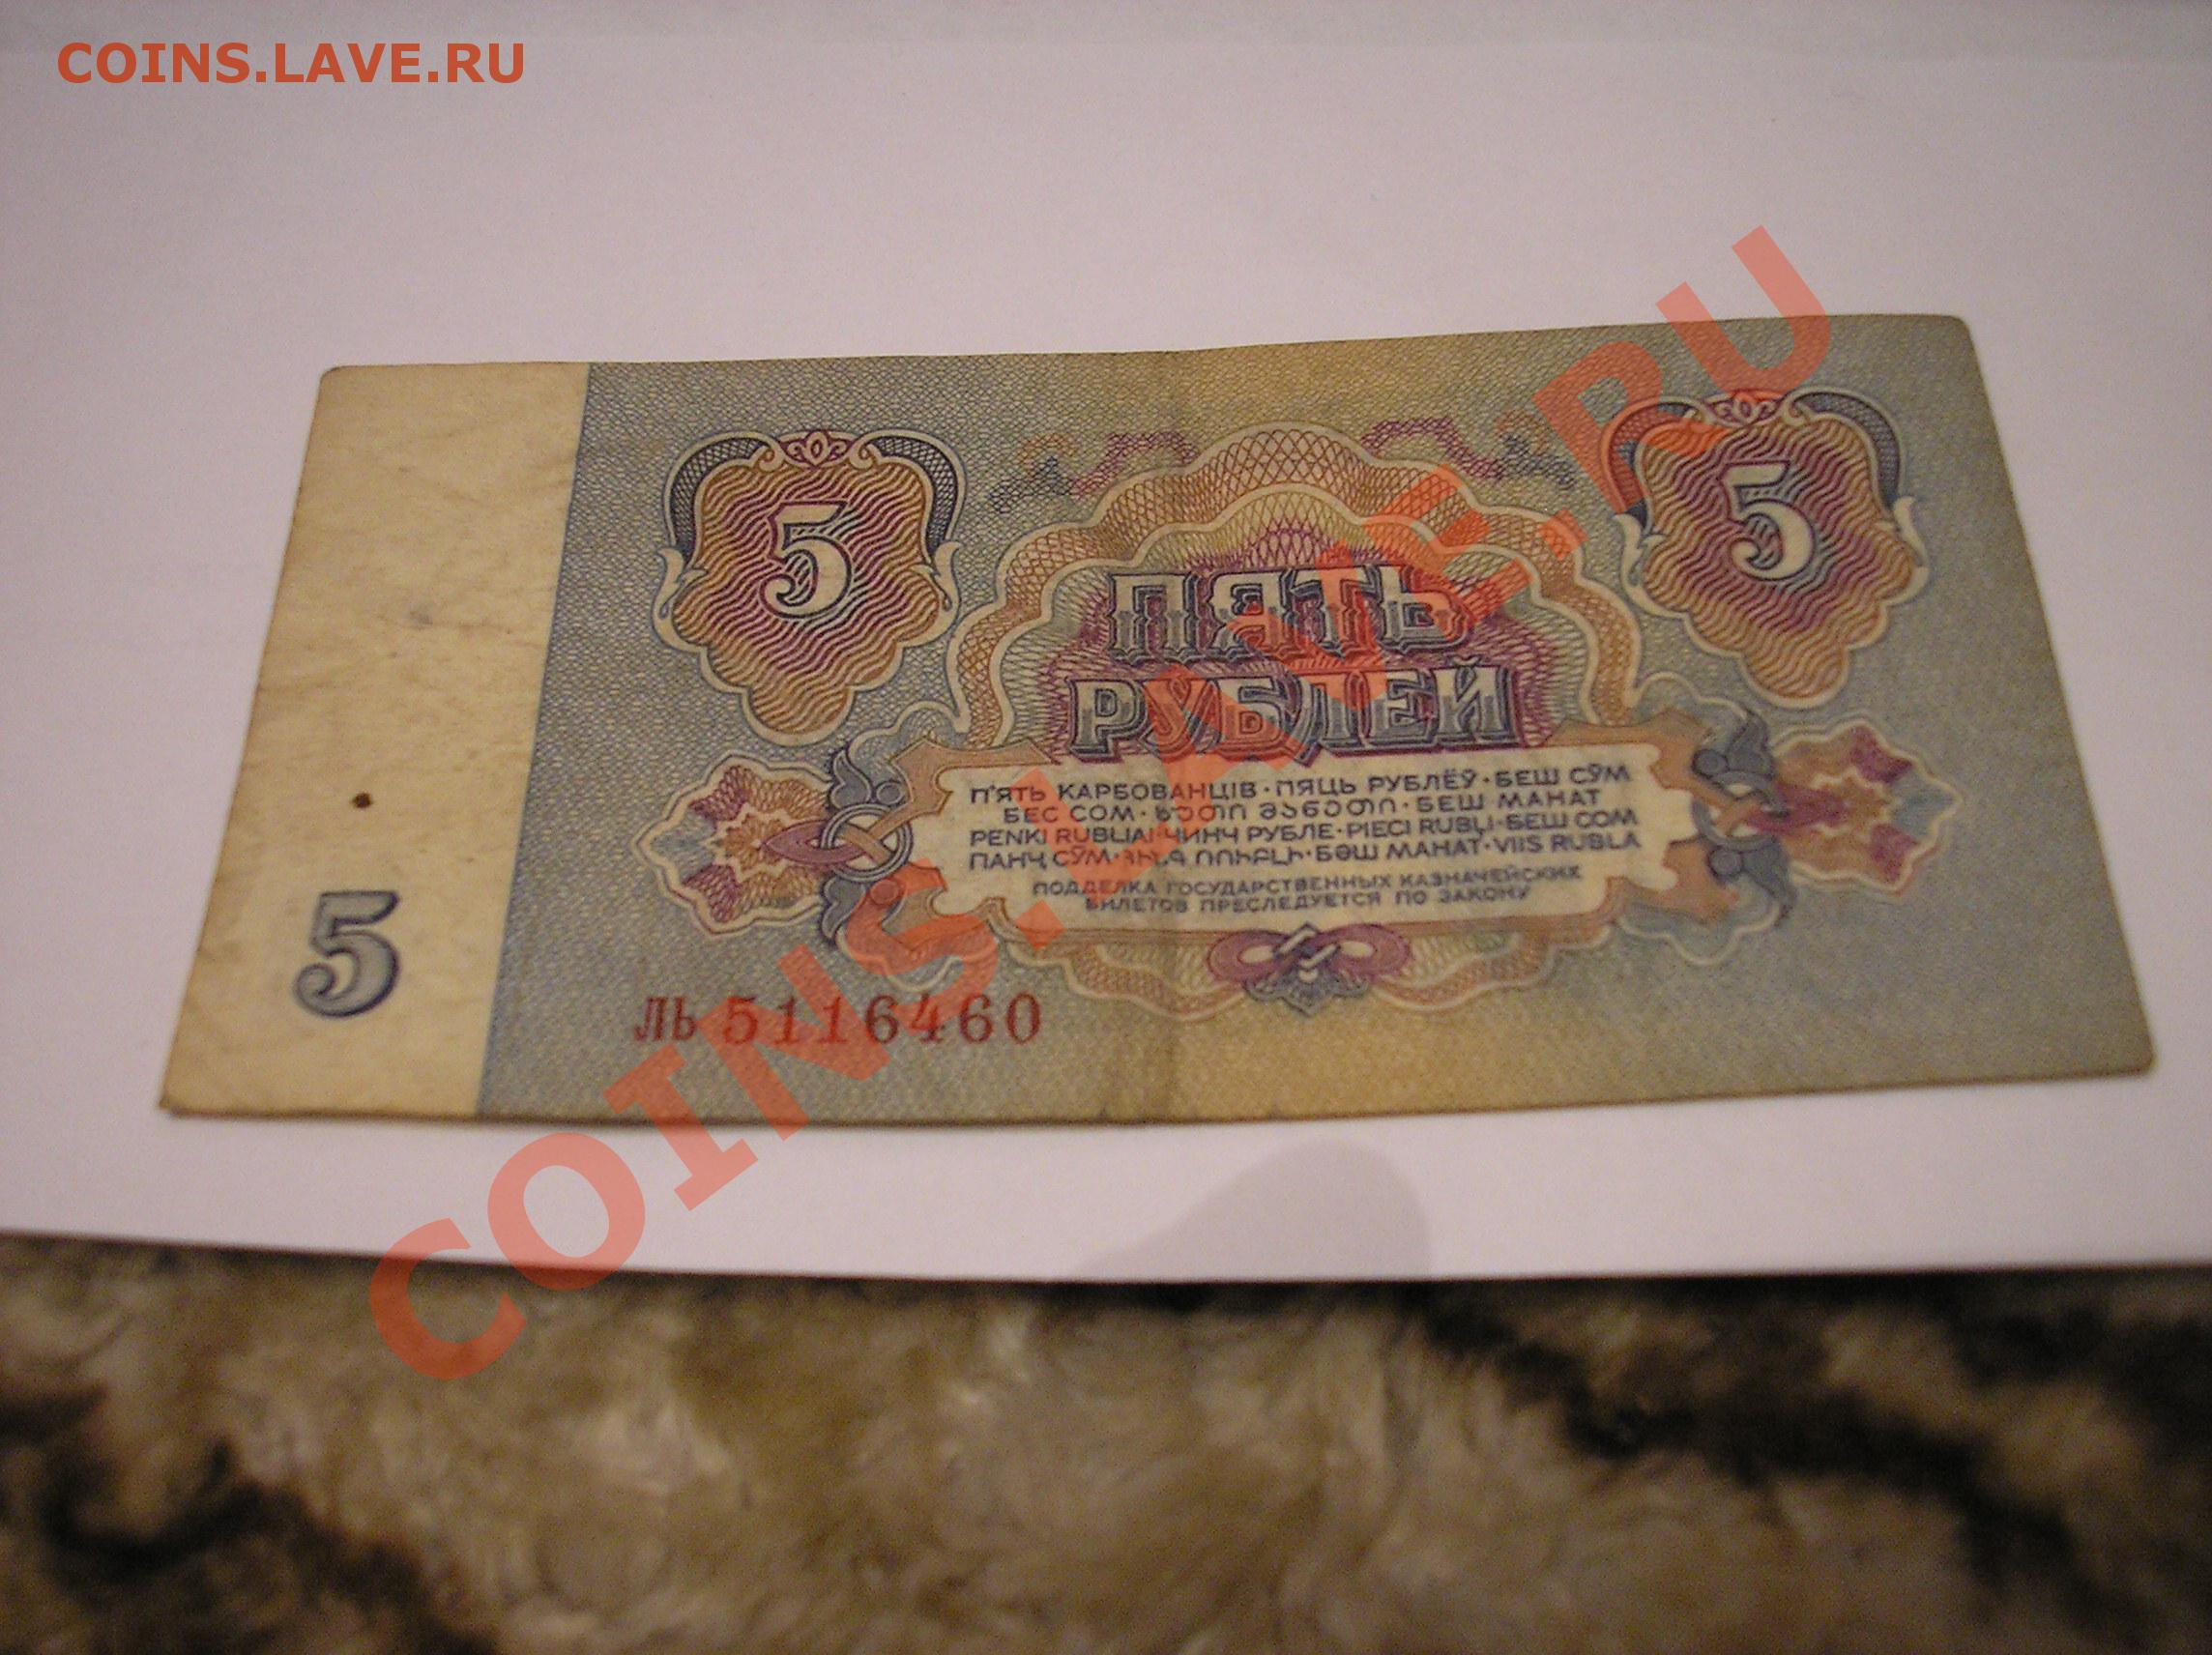 COINS.LAVE.RU
5
5
ПЯТЬ
РУБЛЕЙ
П'ЯТЬ КАРБОВАНЦІВ · ПЯЦЬ РУБЛЁЎ · БЕШ СЎМ
БЕС СОМ · ᲮᲣᲗᲘ ᲛᲐᲜᲔᲗᲘ · БЕШ МАНАТ
PENKI RUBLIAI · ЧИНЧ РУБЛЕ · PIECI RUBĻI · БЕШ СОМ
ПАНҶ СӮМ · ՀԻՆԳ ՌՈՒԲԼԻ · БӘШ МАНАТ · VIIS RUBLA
ПОДДЕЛКА ГОСУДАРСТВЕННЫХ КАЗНАЧЕЙСКИХ
БИЛЕТОВ ПРЕСЛЕДУЕТСЯ ПО ЗАКОНУ
5
ЛЬ 5116460
COINS.LAVE.RU